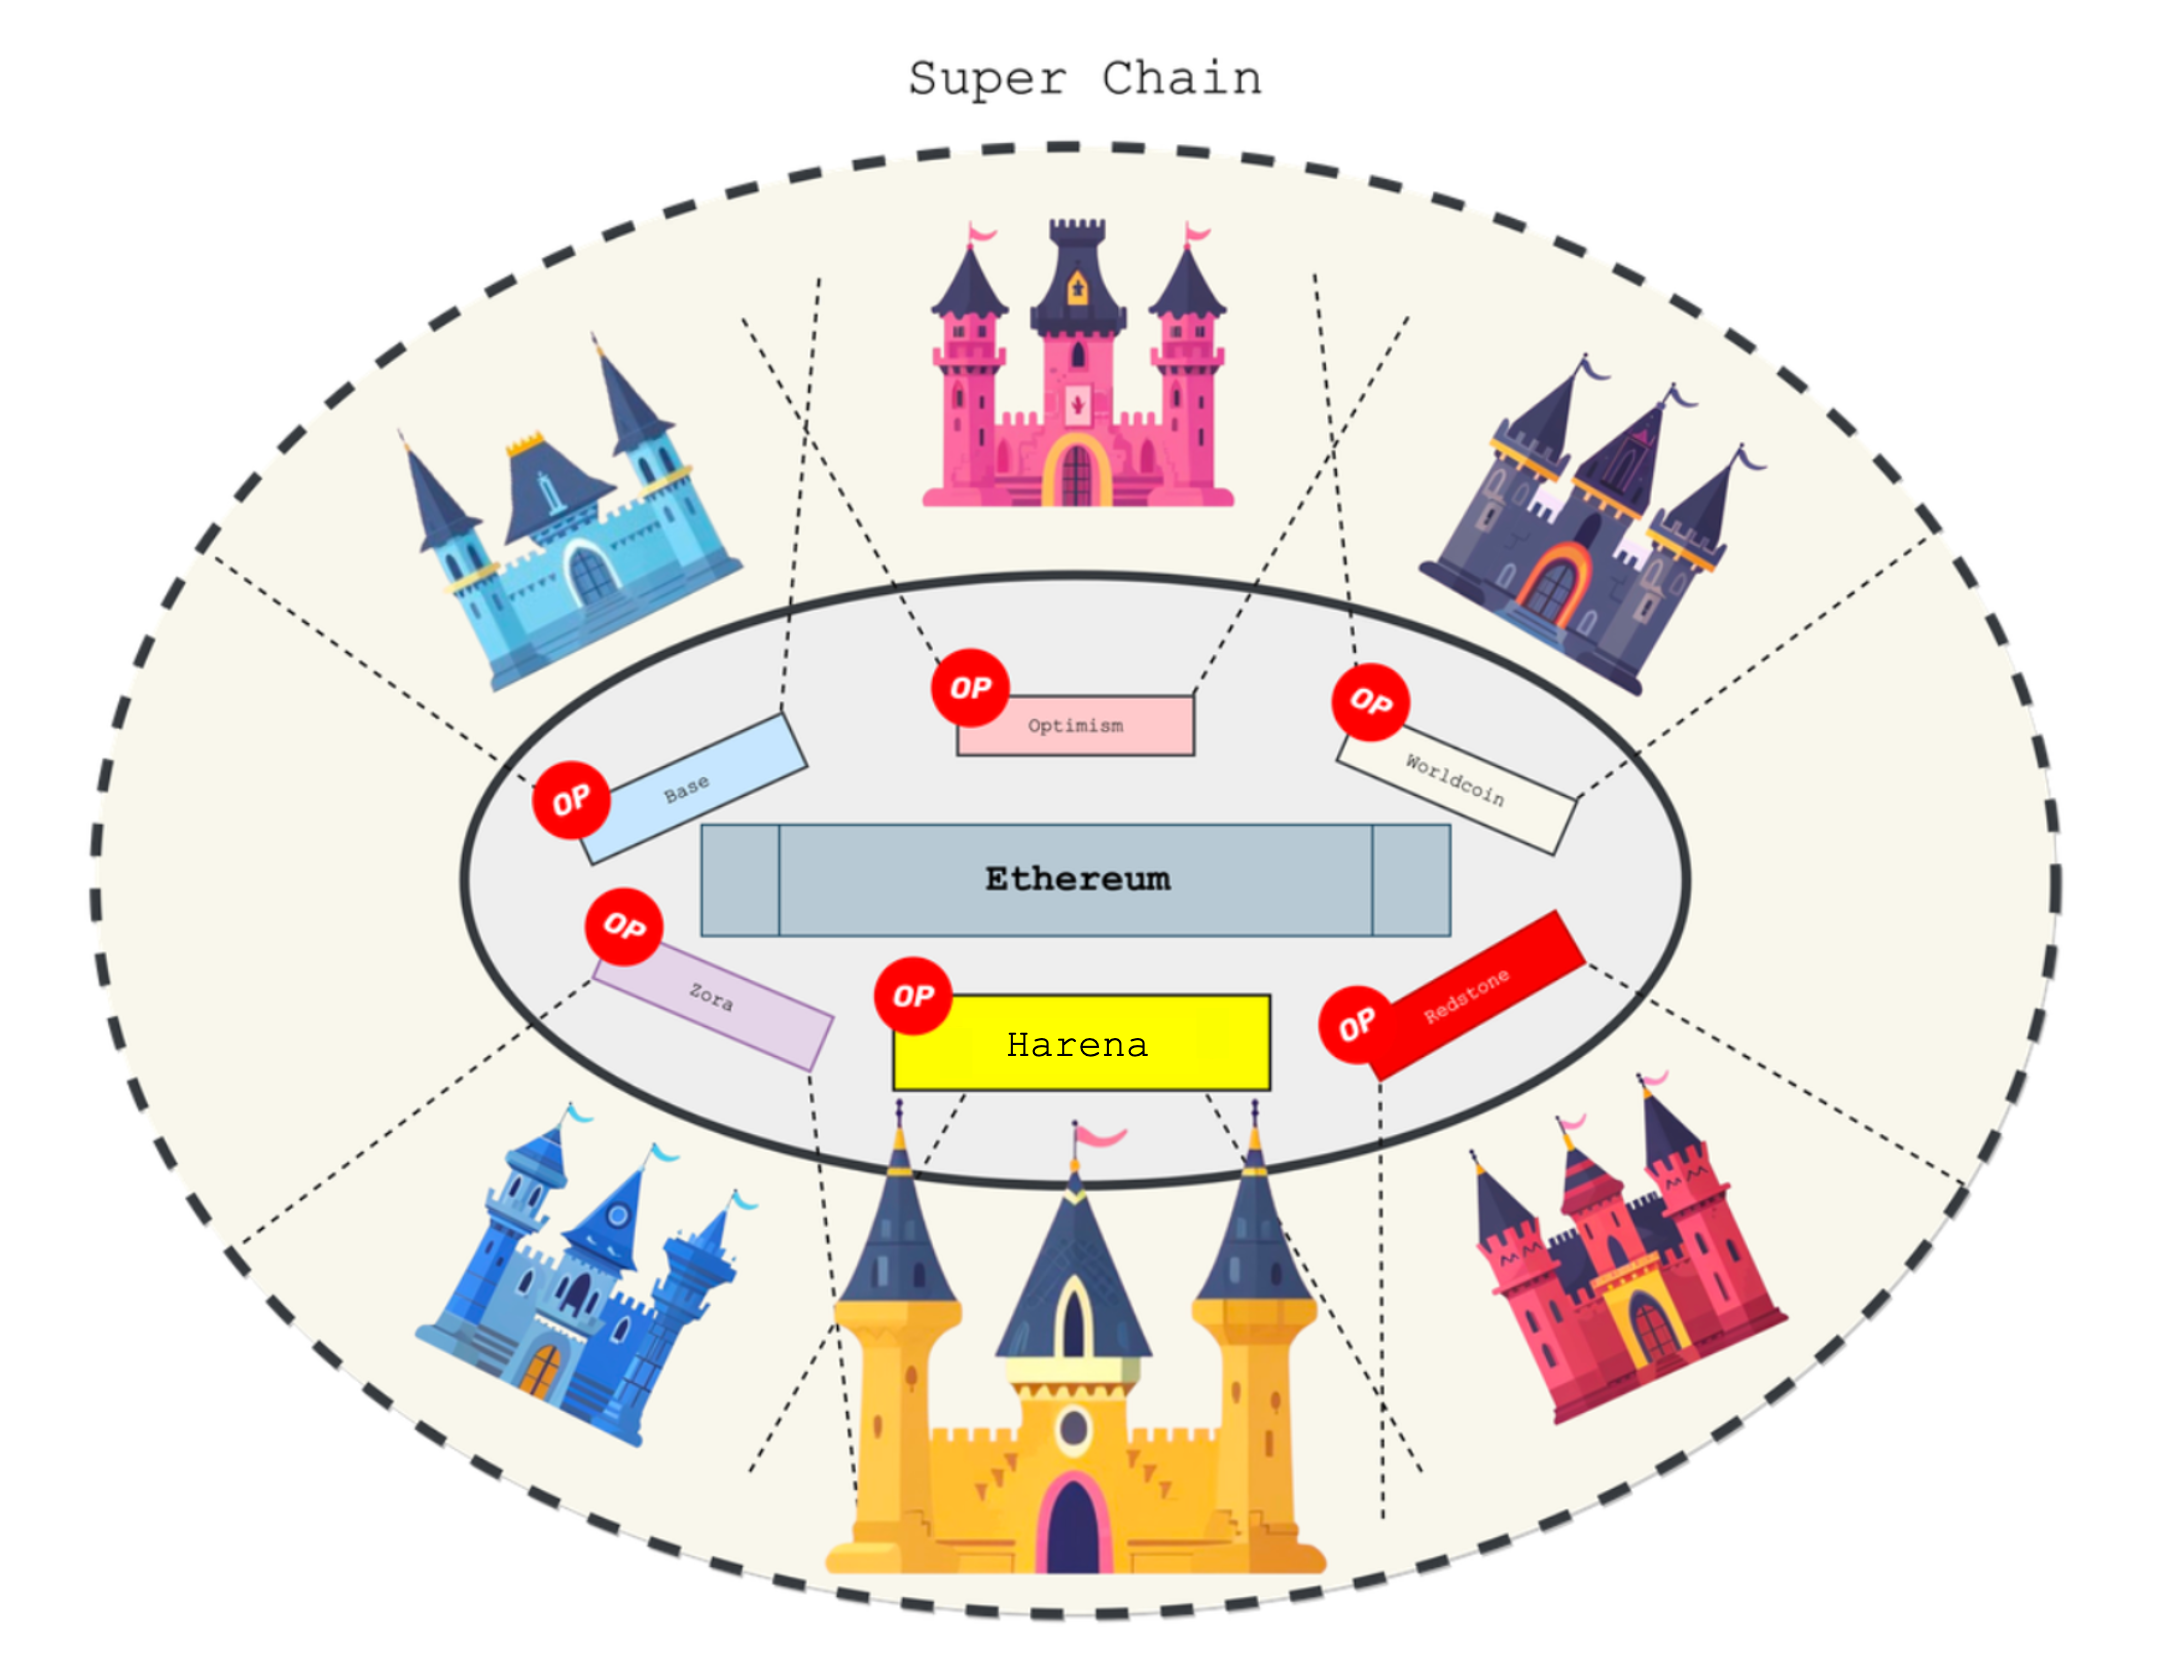 Super Chain
OP
Optimism
OP
Worldcoin
OP
Base
Ethereum
OP
Zora
OP
Harena
OP
Redstone